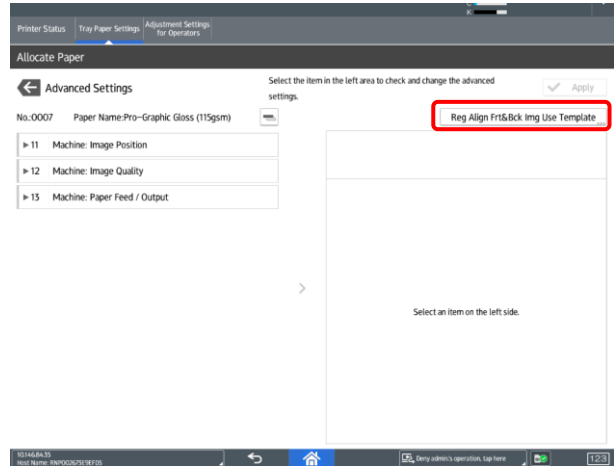 K
Printer Status
Tray Paper Settings
Adjustment Settings
for Operators
Allocate Paper
Advanced Settings
Select the item in the left area to check and change the advanced
settings.
Apply
No.:0007 Paper Name:Pro-Graphic Gloss (115gsm)
Reg Align Frt&Bck Img Use Template
11 Machine: Image Position
12 Machine: Image Quality
13 Machine: Paper Feed / Output
Select an item on the left side.
10.146.84.35
Host Name: RNP002675E9EFD5
Deny admin's operation, tap here
123